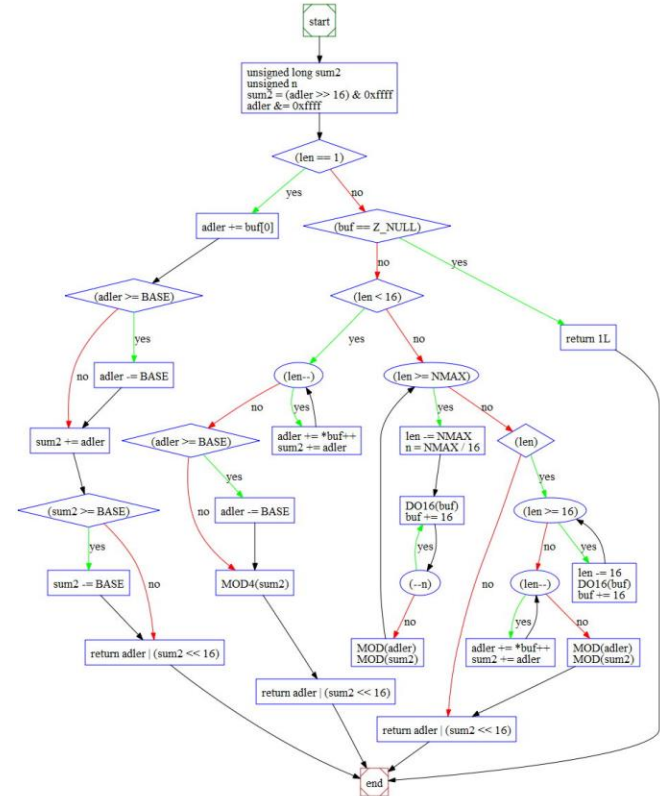 start
unsigned long sum2
unsigned n
sum2 = (adler >> 16) & 0xffff
adler &= 0xffff
(len == 1)
yes
no
adler += buf[0]
(buf == Z_NULL)
no
yes
(adler >= BASE)
(len < 16)
yes
no
return 1L
yes
no
adler -= BASE
(len--)
(len >= NMAX)
no
yes
yes
no
sum2 += adler
(adler >= BASE)
adler += *buf++
sum2 += adler
len -= NMAX
n = NMAX / 16
(len)
no
yes
yes
(sum2 >= BASE)
adler -= BASE
DO16(buf)
buf += 16
(len >= 16)
yes
no
yes
no
yes
sum2 -= BASE
MOD4(sum2)
(--n)
no
(len--)
len -= 16
DO16(buf)
buf += 16
no
yes
no
return adler | (sum2 << 16)
MOD(adler)
MOD(sum2)
adler += *buf++
sum2 += adler
MOD(adler)
MOD(sum2)
return adler | (sum2 << 16)
return adler | (sum2 << 16)
end